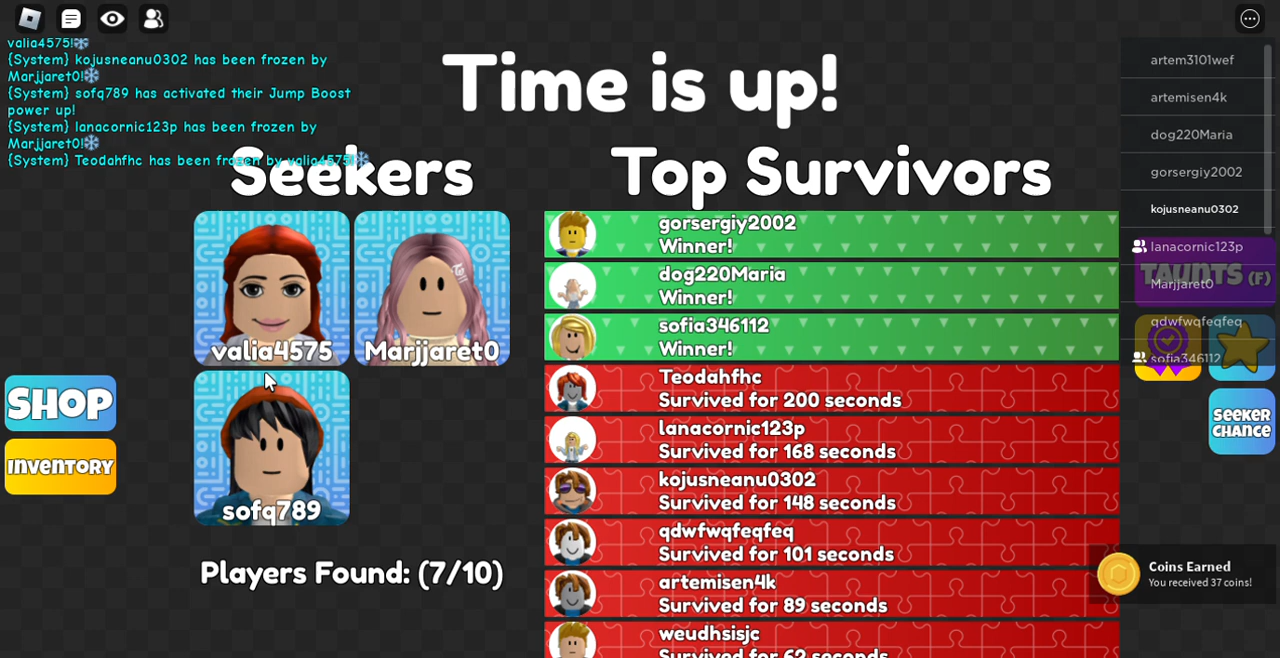 valia4575!
{System} kojusneanu0302 has been frozen by
Marjjaret0!
{System} sofq789 has activated their Jump Boost
power up!
{System} lanacornic123p has been frozen by
Marjjaret0!
{System} Teodahfhc has been frozen by valia4575!
Time is up!
Seekers
valia4575
Marjjaret0
sofq789
Players Found: (7/10)
Top Survivors
gorsergiy2002
Winner!
dog220Maria
Winner!
sofia346112
Winner!
Teodahfhc
Survived for 200 seconds
lanacornic123p
Survived for 168 seconds
kojusneanu0302
Survived for 148 seconds
qdwfwqfeqfeq
Survived for 101 seconds
artemisen4k
Survived for 89 seconds
weudhsisjc
Survived for 62 seconds
SHOP
INVENTORY
artem3101wef
artemisen4k
dog220Maria
gorsergiy2002
kojusneanu0302
lanacornic123p
Marjjaret0
qdwfwqfeqfeq
sofia346112
TAUNTS (F)
SEEKER
CHANCE
Coins Earned
You received 37 coins!